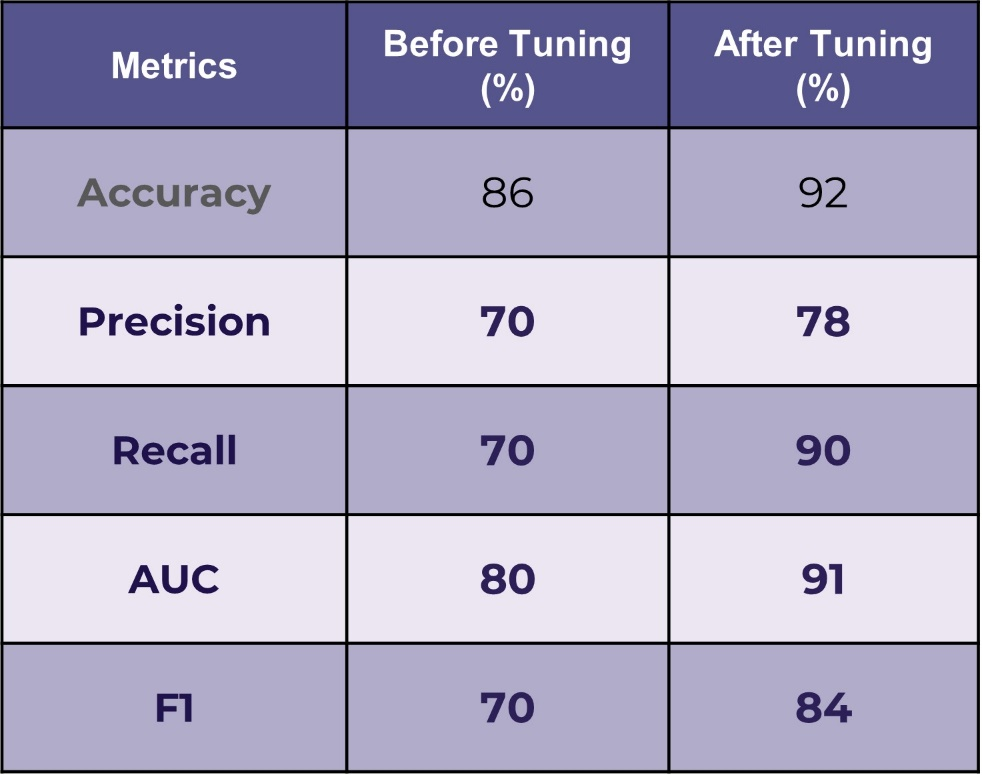 Metrics Before Tuning (%) After Tuning (%)
Accuracy 86 92
Precision 70 78
Recall 70 90
AUC 80 91
F1 70 84